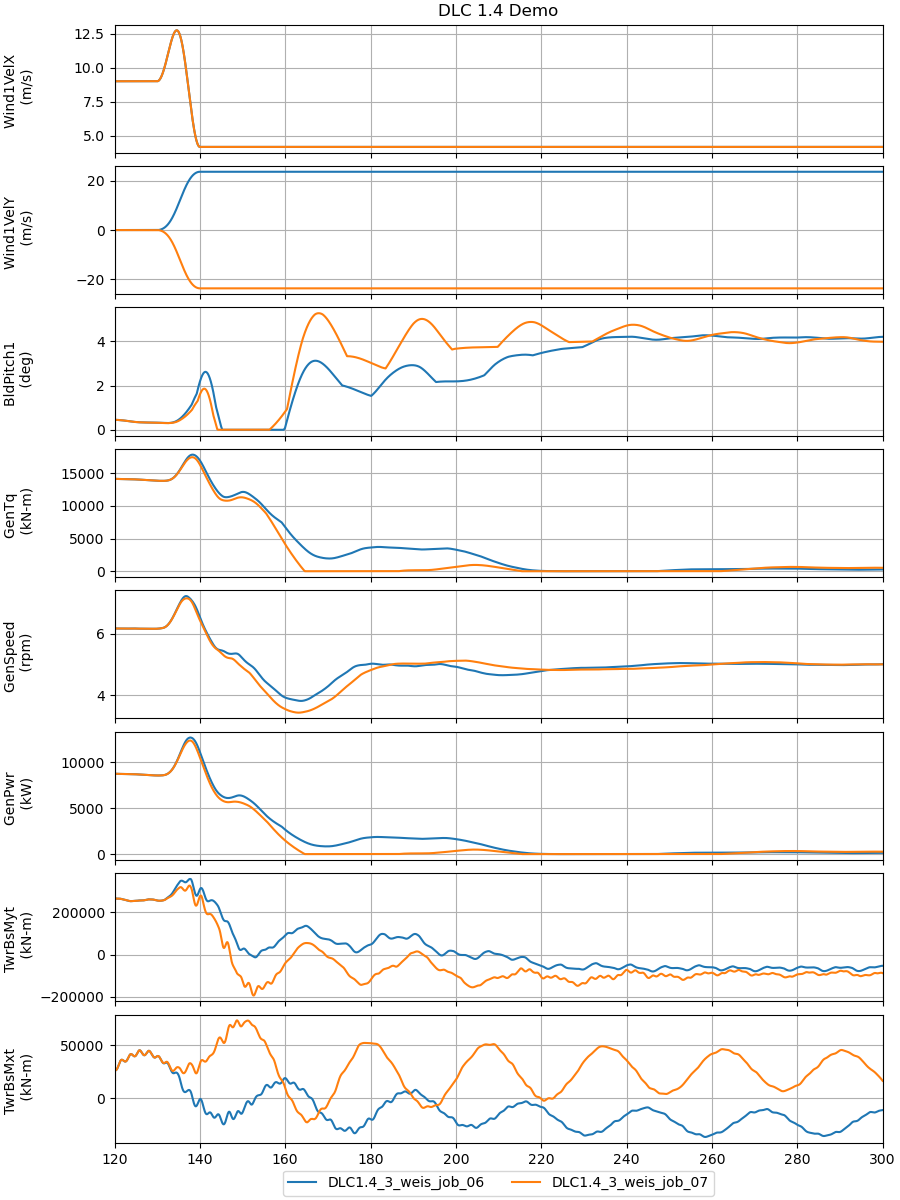 DLC 1.4 Demo
Wind1VelX
(m/s)
12.5
10.0
7.5
5.0
Wind1VelY
(m/s)
20
0
−20
BldPitch1
(deg)
4
2
0
GenTq
(kN-m)
15000
10000
5000
0
GenSpeed
(rpm)
6
4
GenPwr
(kW)
10000
5000
0
TwrBsMyt
(kN-m)
200000
0
−200000
TwrBsMxt
(kN-m)
50000
0
120 140 160 180 200 220 240 260 280 300
DLC1.4_3_weis_job_06 DLC1.4_3_weis_job_07